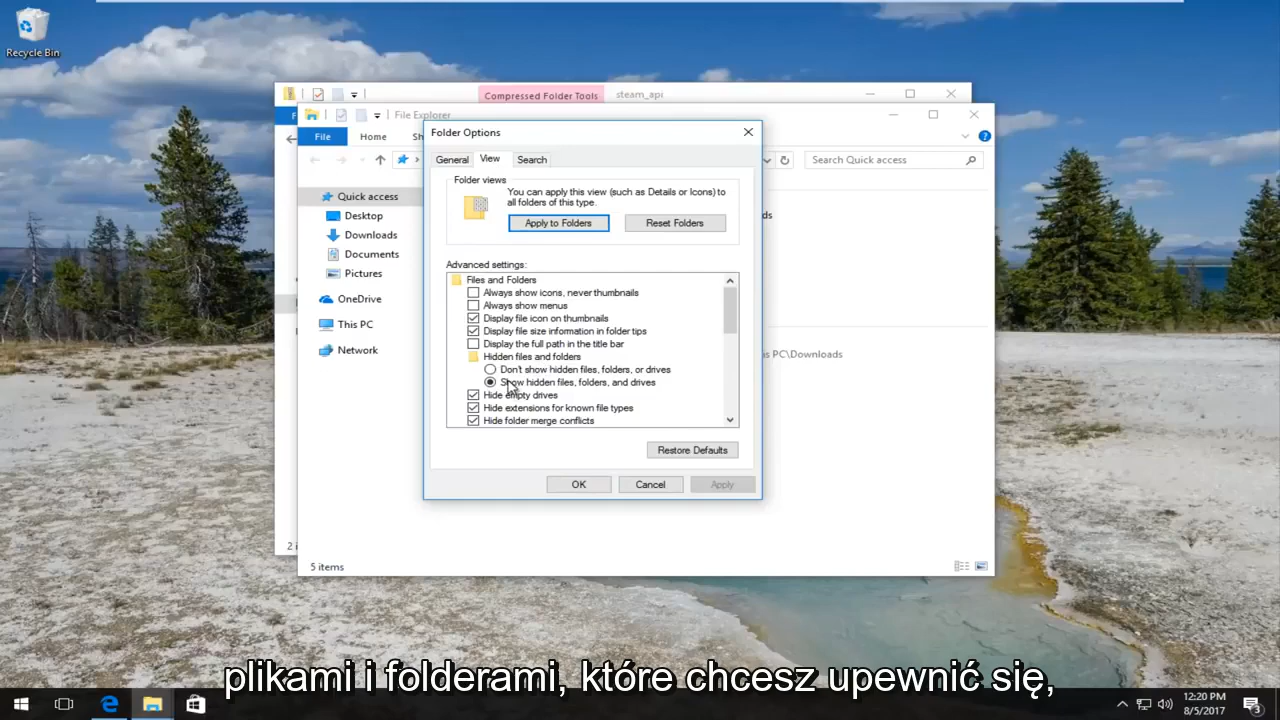 Recycle Bin
Compressed Folder Tools
steam_api
File Explorer
File
Home
Sh
Search Quick access
Quick access
Desktop
Downloads
Documents
Pictures
OneDrive
This PC
Network
5 items
Folder Options
General
View
Search
Folder views
You can apply this view (such as Details or Icons) to
all folders of this type.
Apply to Folders
Reset Folders
Advanced settings:
Files and Folders
Always show icons, never thumbnails
Always show menus
Display file icon on thumbnails
Display file size information in folder tips
Display the full path in the title bar
Hidden files and folders
Don't show hidden files, folders, or drives
Show hidden files, folders, and drives
Hide empty drives
Hide extensions for known file types
Hide folder merge conflicts
Restore Defaults
OK
Cancel
Apply
ds
s PC\Downloads
plikami i folderami, które chcesz upewnić się,
12:20 PM
8/5/2017
3